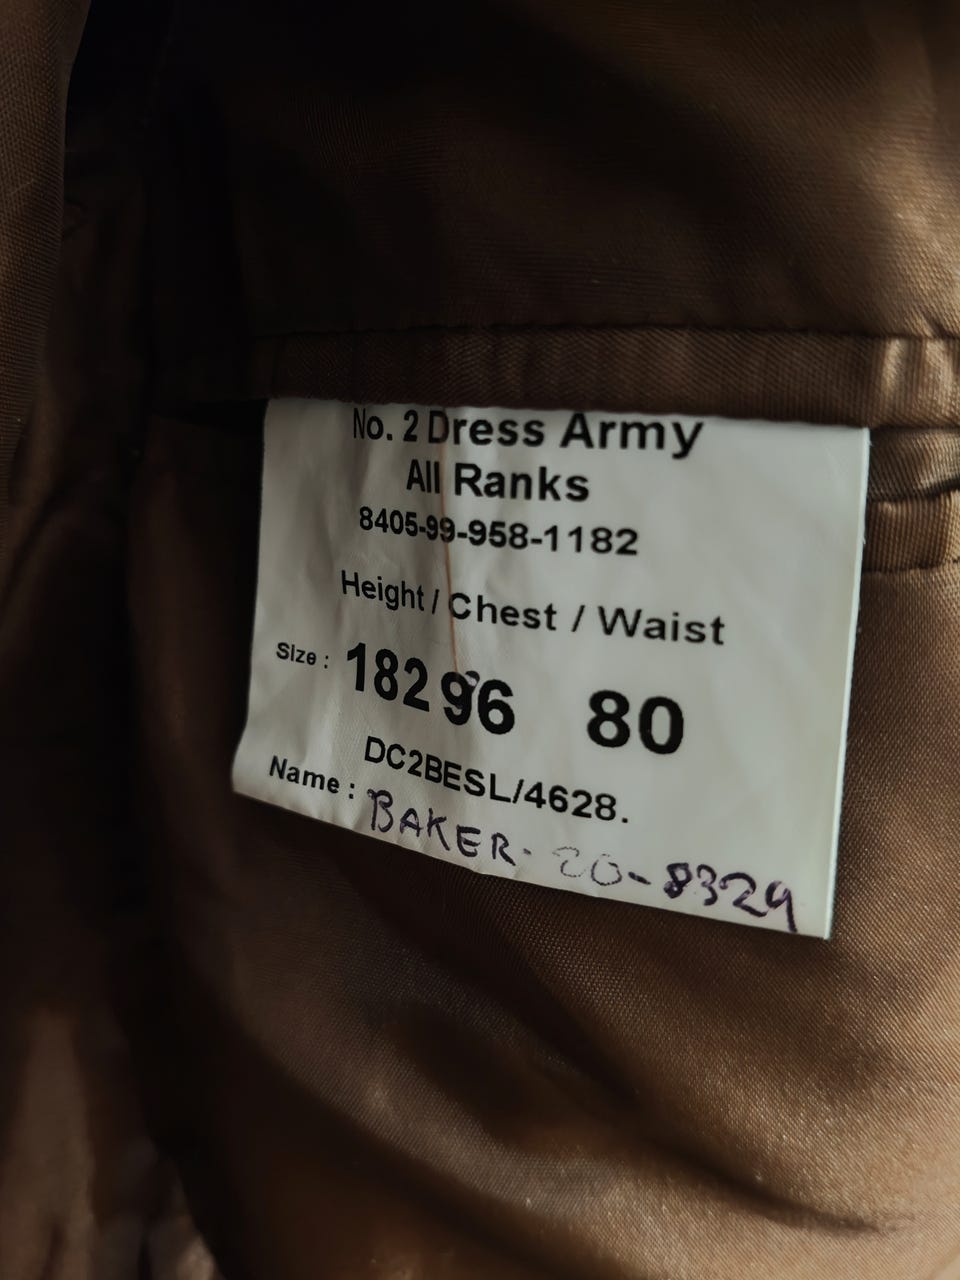 No. 2 Dress Army
All Ranks
8405-99-958-1182
Height / Chest / Waist
Size : 182 96 80
DC2BESL/4628.
Name : BAKER - 20-8329